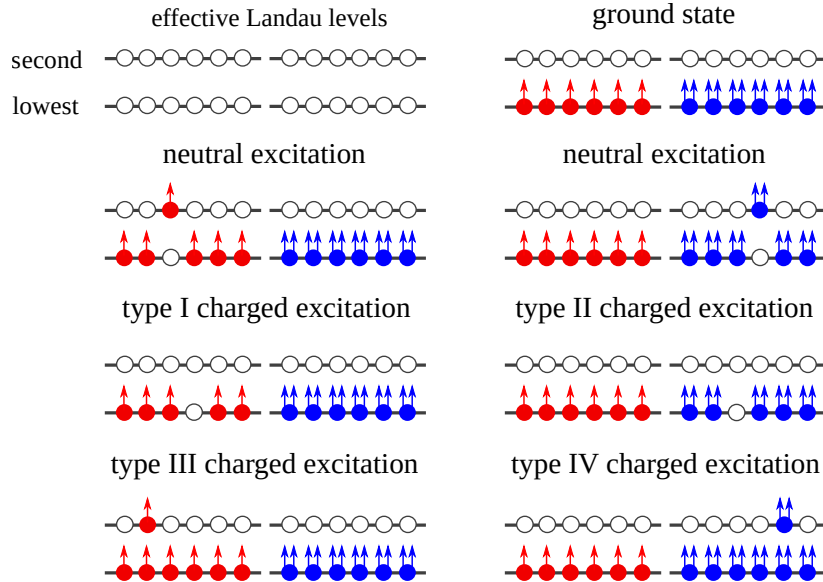 effective Landau levels
ground state
second
lowest
neutral excitation
neutral excitation
type I charged excitation
type II charged excitation
type III charged excitation
type IV charged excitation